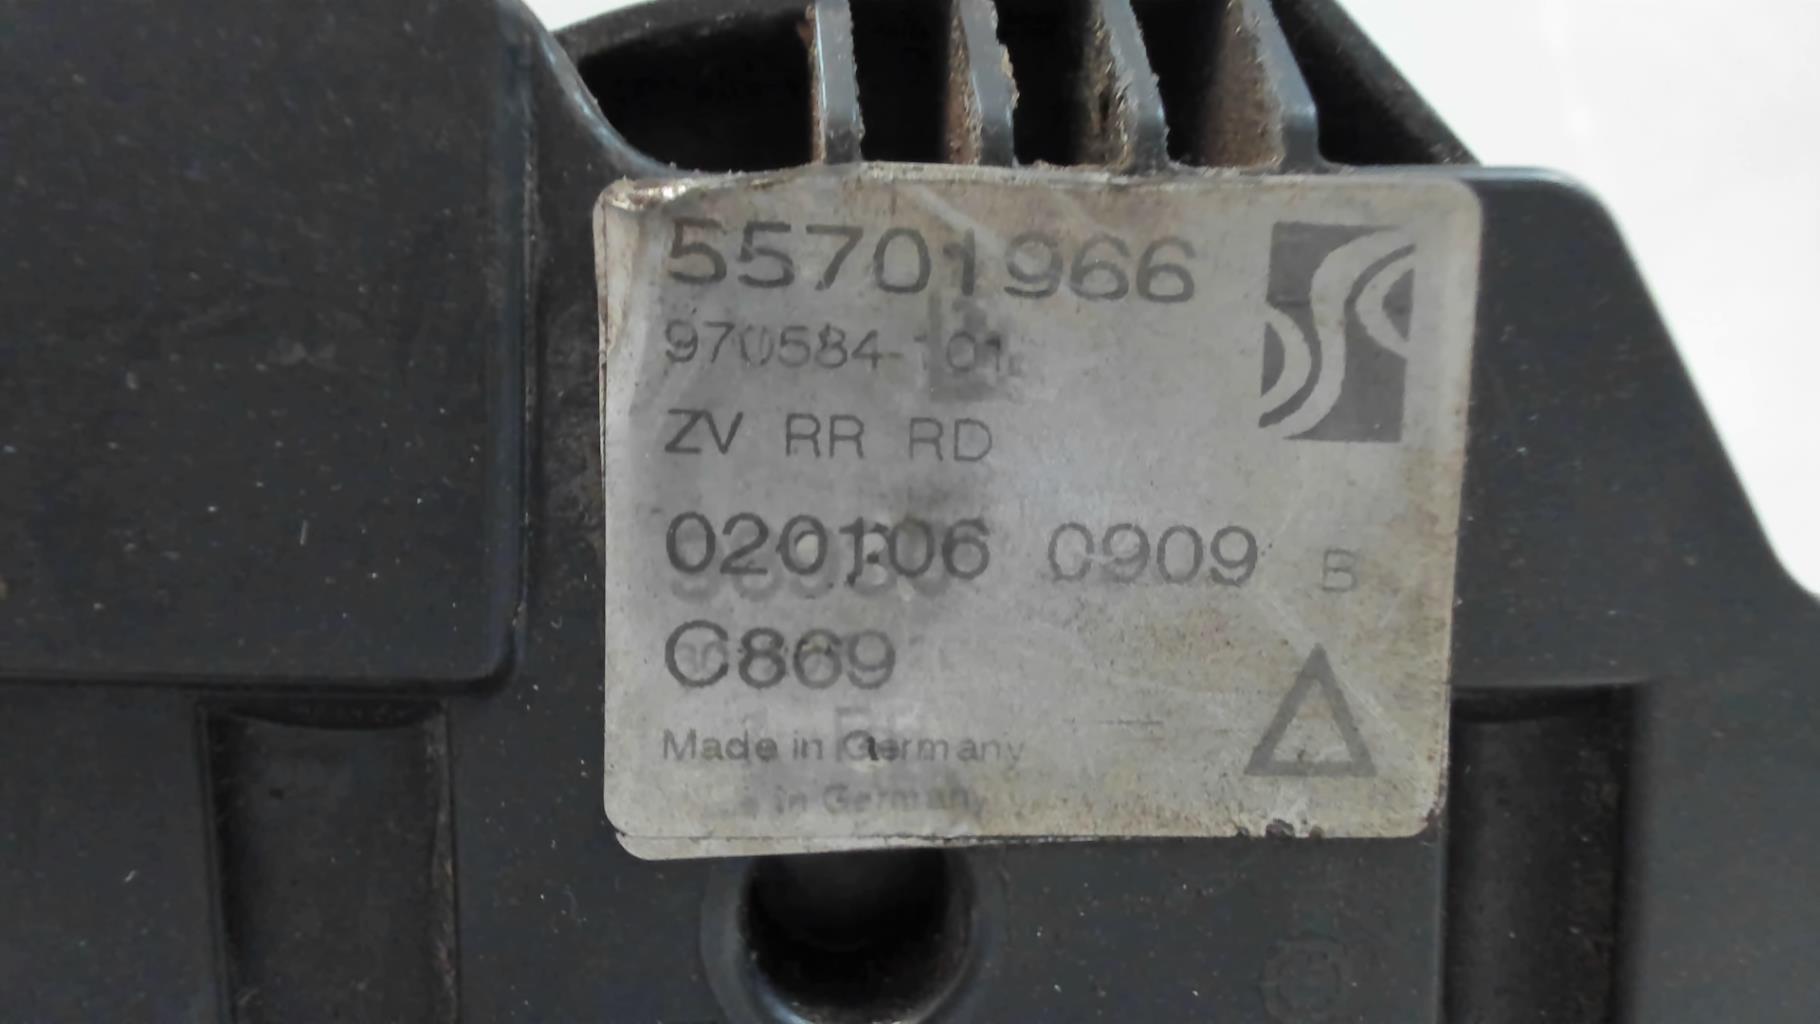 55701966
970584-101
ZV RR RD
020106 0909 B
C869
Made in Germany
in Germany